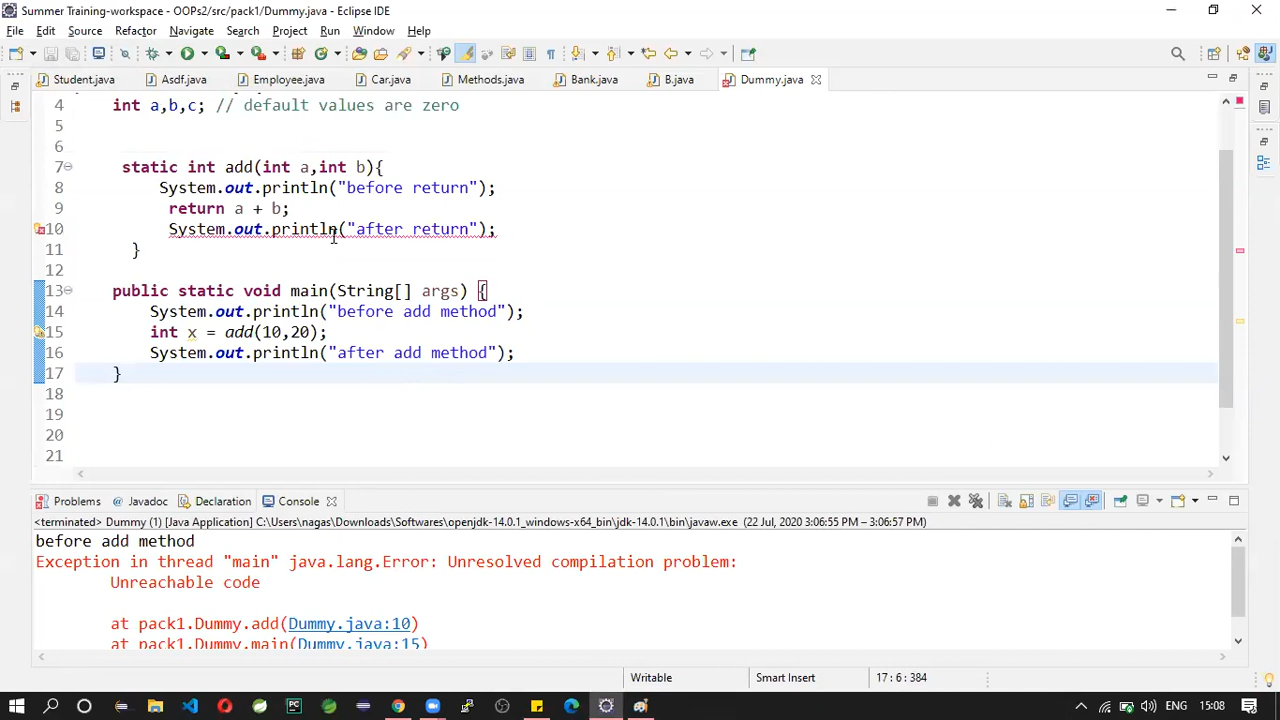 Summer Training-workspace - OOPs2/src/pack1/Dummy.java - Eclipse IDE
File Edit Source Refactor Navigate Search Project Run Window Help
Student.java Asdf.java Employee.java Car.java Methods.java Bank.java B.java Dummy.java
4 int a,b,c; // default values are zero
5
6
7 static int add(int a,int b){
8 System.out.println("before return");
9 return a + b;
10 System.out.println("after return");
11 }
12
13 public static void main(String[] args) {
14 System.out.println("before add method");
15 int x = add(10,20);
16 System.out.println("after add method");
17 }
18
19
20
21
Problems Javadoc Declaration Console
<terminated> Dummy (1) [Java Application] C:\Users\nagas\Downloads\Softwares\openjdk-14.0.1_windows-x64_bin\jdk-14.0.1\bin\javaw.exe (22 Jul, 2020 3:06:55 PM – 3:06:57 PM)
before add method
Exception in thread "main" java.lang.Error: Unresolved compilation problem:
Unreachable code
at pack1.Dummy.add(Dummy.java:10)
at pack1.Dummy.main(Dummy.java:15)
Writable Smart Insert 17 : 6 : 384
ENG 15:08